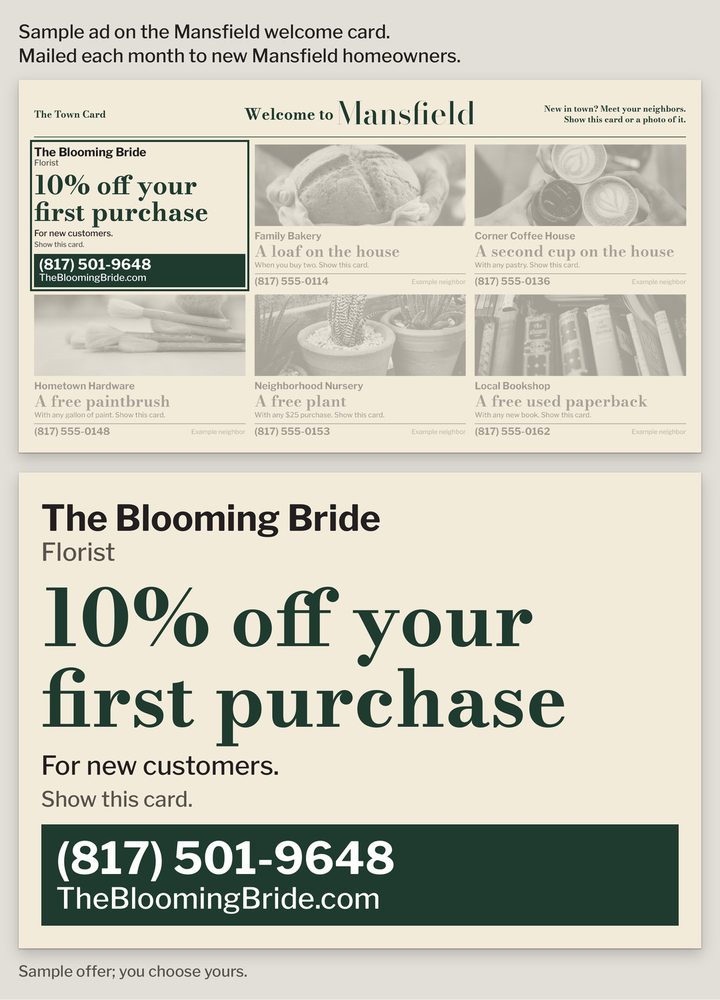 Sample ad on the Mansfield welcome card.
Mailed each month to new Mansfield homeowners.
The Town Card
Welcome to Mansfield
New in town? Meet your neighbors.
Show this card or a photo of it.
The Blooming Bride
Florist
10% off your
first purchase
For new customers.
Show this card.
(817) 501-9648
TheBloomingBride.com
Family Bakery
A loaf on the house
When you buy two. Show this card.
(817) 555-0114
Example neighbor
Corner Coffee House
A second cup on the house
With any pastry. Show this card.
(817) 555-0136
Example neighbor
Hometown Hardware
A free paintbrush
With any gallon of paint. Show this card.
(817) 555-0148
Example neighbor
Neighborhood Nursery
A free plant
With any $25 purchase. Show this card.
(817) 555-0153
Example neighbor
Local Bookshop
A free used paperback
With any new book. Show this card.
(817) 555-0162
Example neighbor
The Blooming Bride
Florist
10% off your
first purchase
For new customers.
Show this card.
(817) 501-9648
TheBloomingBride.com
Sample offer; you choose yours.